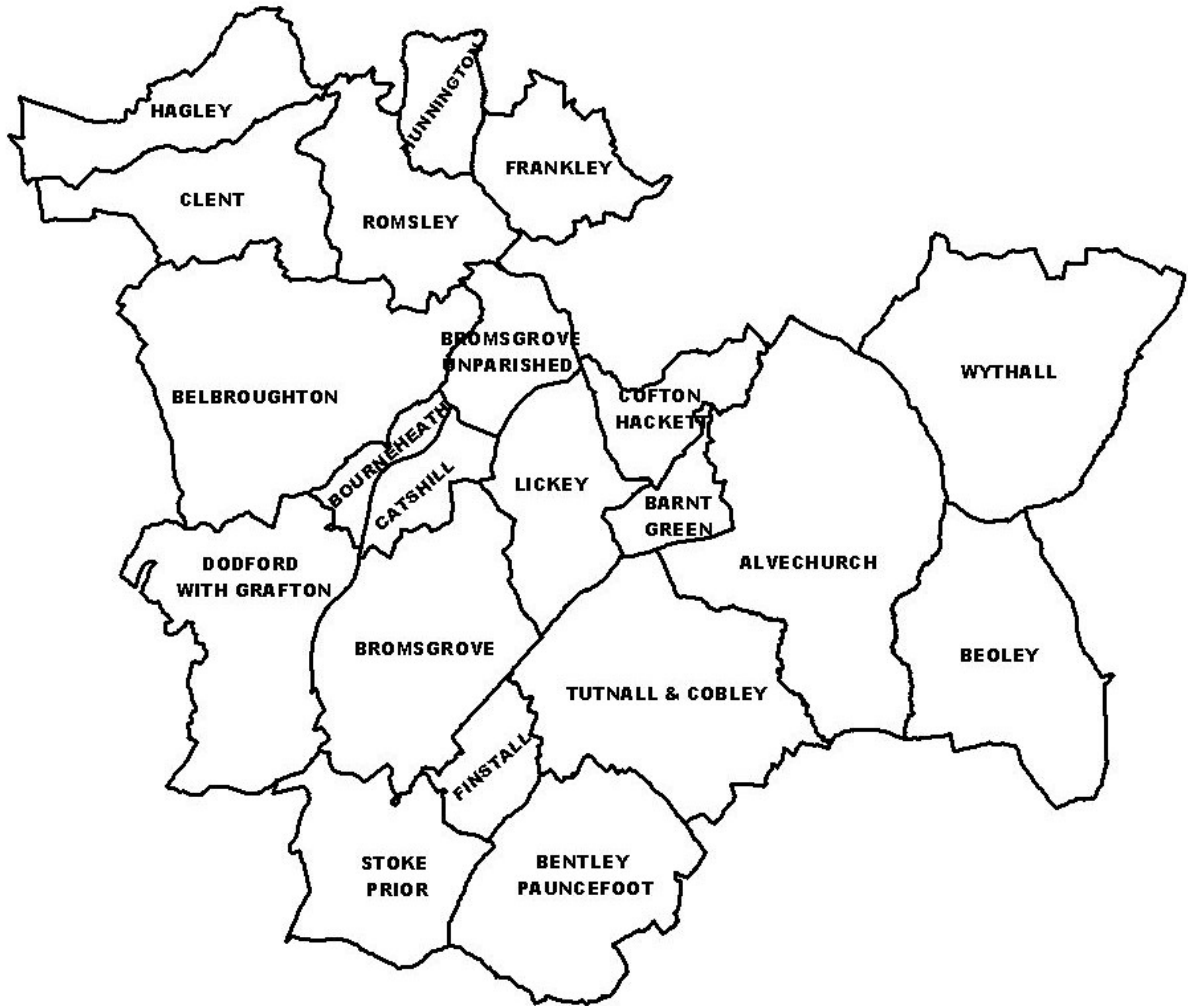 HUNNINGTON
HAGLEY
FRANKLEY
CLENT
ROMSLEY
BROMSGROVE
UNPARISHED
WYTHALL
BELBROUGHTON
COFTON
HACKETT
BOURNEHEATH
CATSHILL
LICKEY
BARNT
GREEN
DODFORD
WITH GRAFTON
ALVECHURCH
BROMSGROVE
BEOLEY
TUTNALL & COBLEY
FINSTALL
STOKE
PRIOR
BENTLEY
PAUNCEFOOT